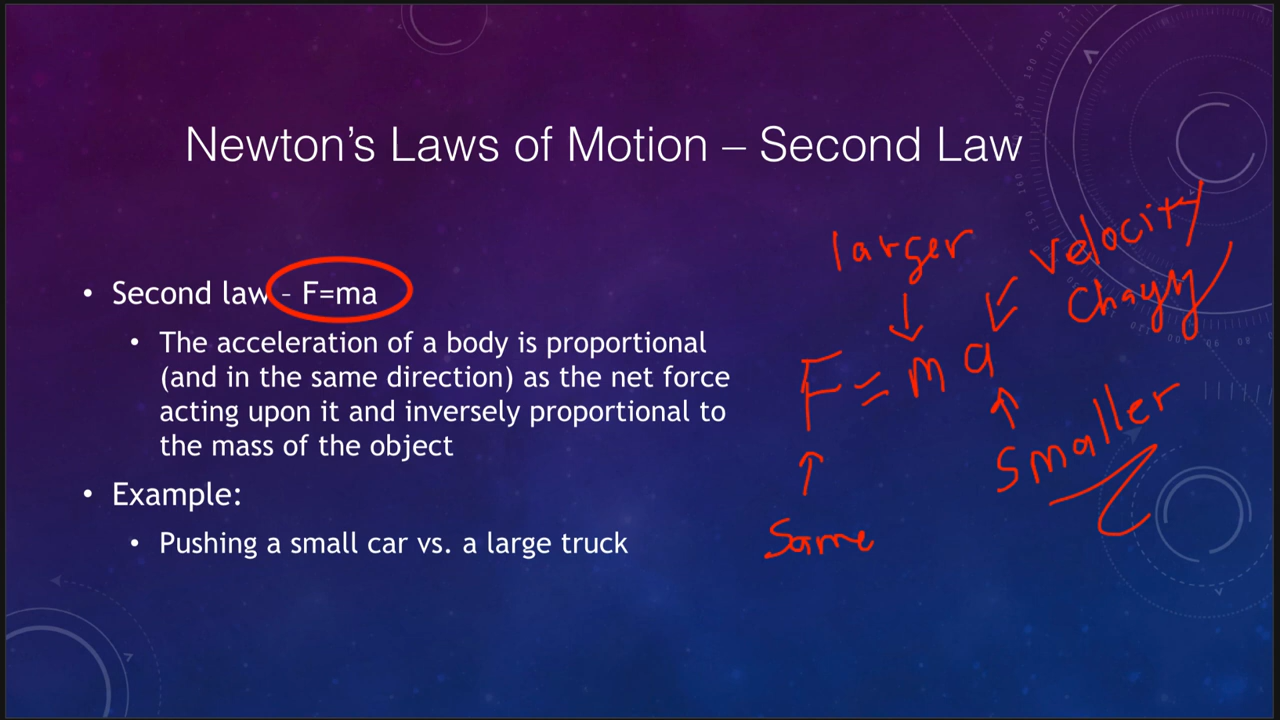 Newton's Laws of Motion – Second Law
• Second law – F=ma
• The acceleration of a body is proportional
(and in the same direction) as the net force
acting upon it and inversely proportional to
the mass of the object
• Example:
• Pushing a small car vs. a large truck
larger
velocity
F = m a
smaller
Same